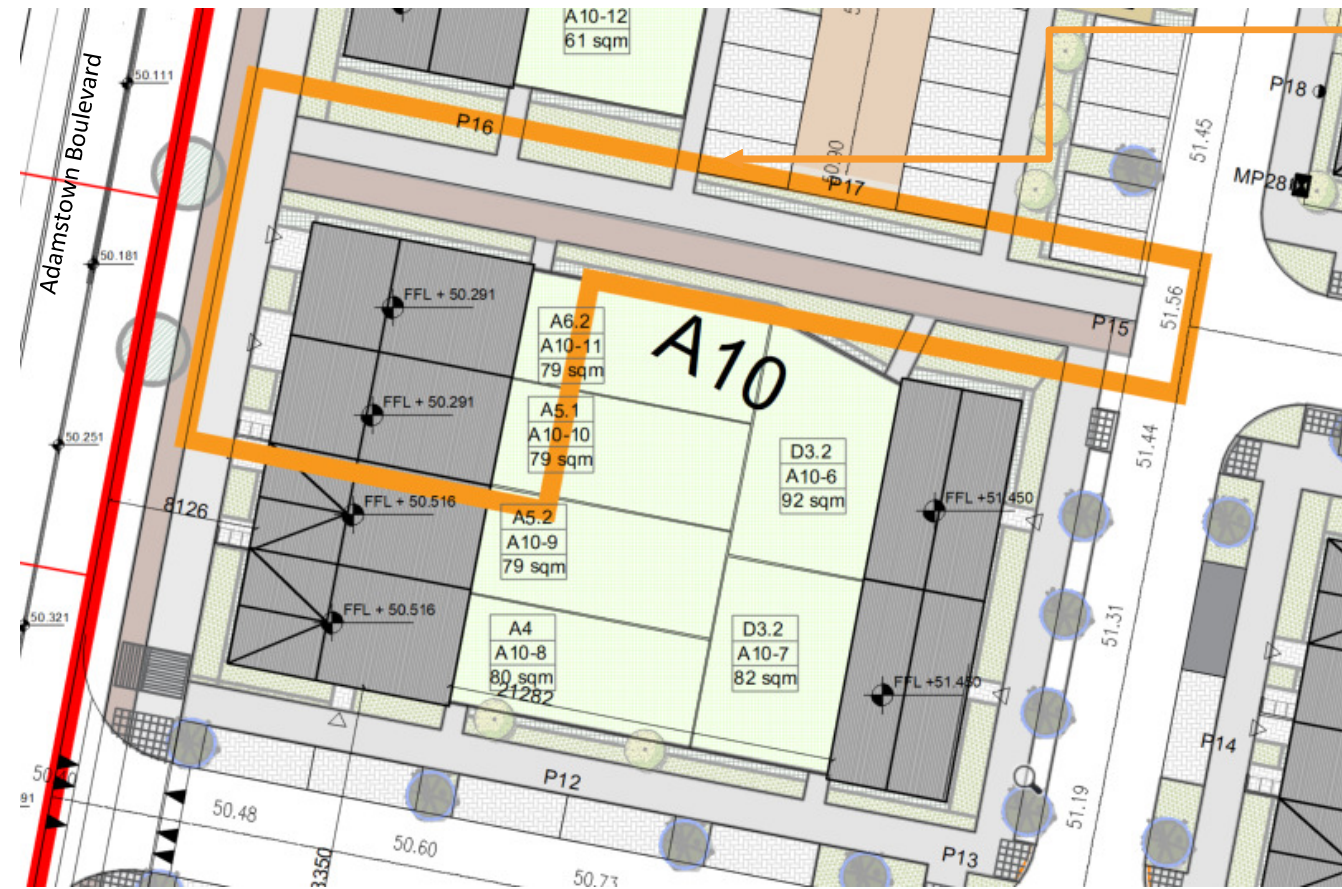 A10-12
61 sqm
Adamstown Boulevard
50.111
P16
50.90
P17
P18
51.45
MP28
50.181
FFL + 50.291
A6.2
A10-11
79 sqm
A10
51.56
P15
FFL + 50.291
A5.1
A10-10
79 sqm
50.251
D3.2
A10-6
92 sqm
51.44
8126
FFL + 50.516
A5.2
A10-9
79 sqm
FFL +51.450
50.321
FFL + 50.516
A4
A10-8
80 sqm
21282
D3.2
A10-7
82 sqm
51.31
FFL +51.450
P14
P12
91
50.48
50.60
50.73
3350
51.19
P13